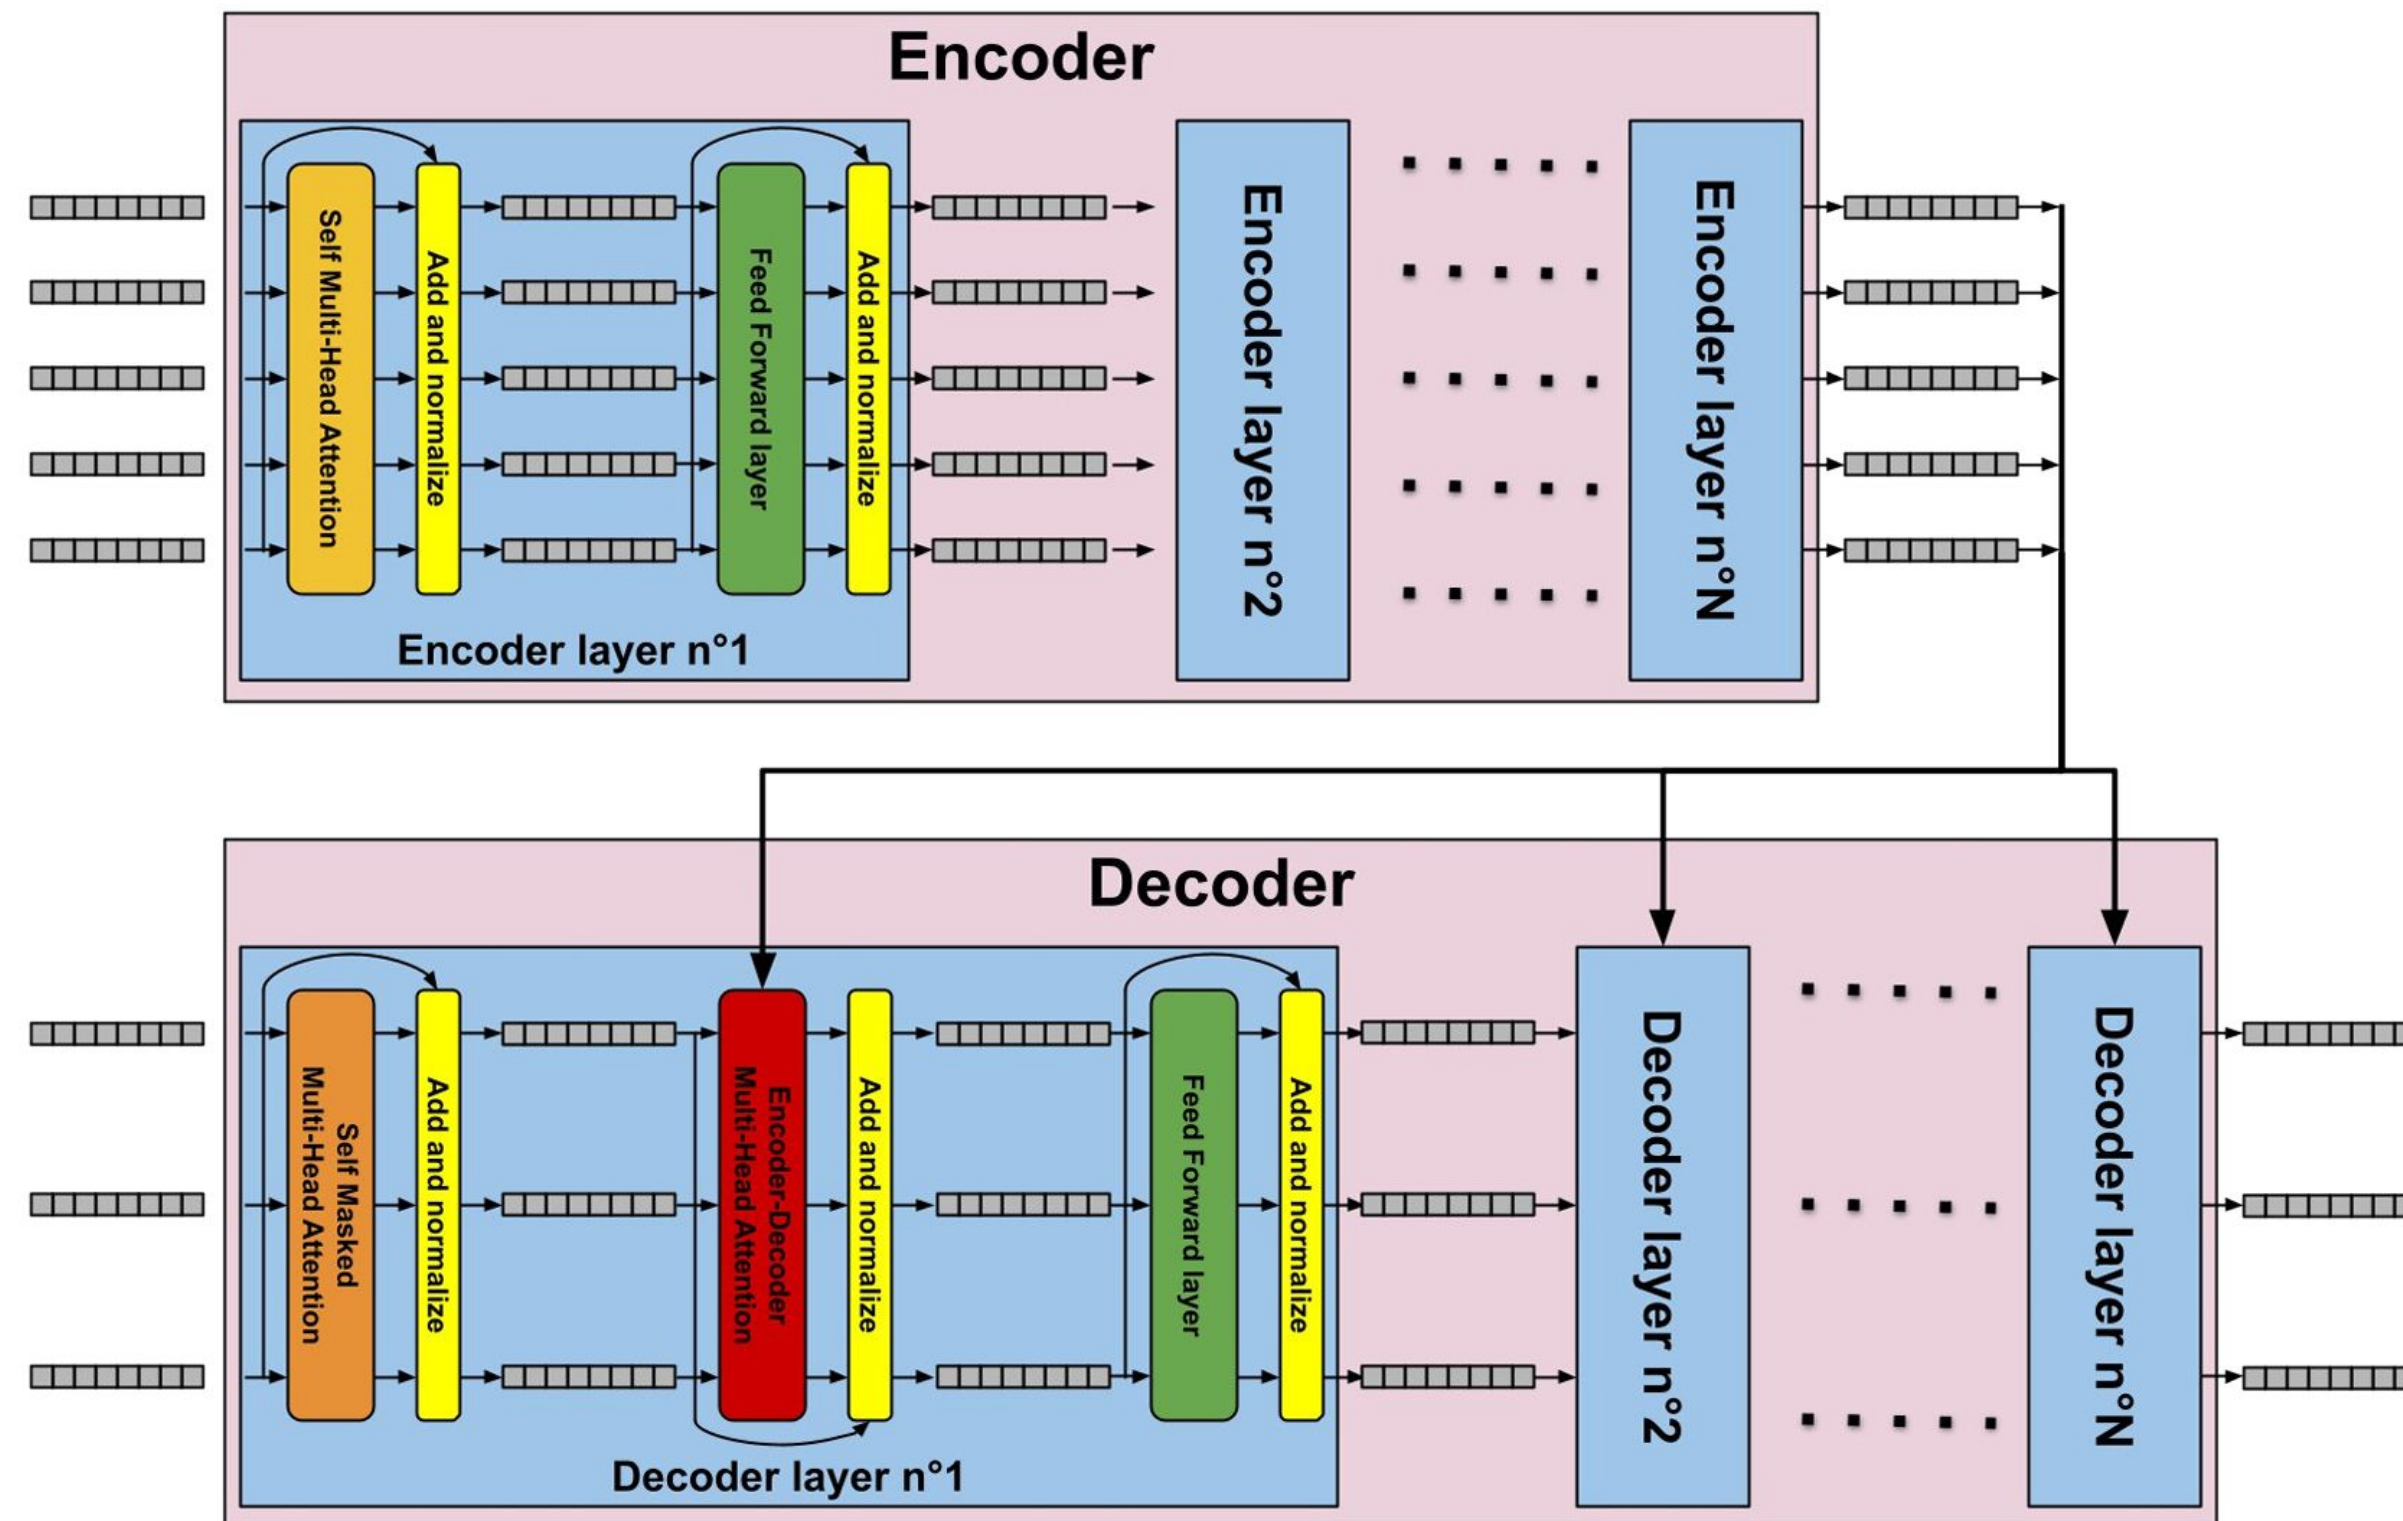 Encoder
Self Multi-Head Attention
Add and normalize
Feed Forward layer
Add and normalize
Encoder layer n°1
Encoder layer n°2
Encoder layer n°N
Decoder
Self Masked
Multi-Head Attention
Add and normalize
Encoder-Decoder
Multi-Head Attention
Add and normalize
Feed Forward layer
Add and normalize
Decoder layer n°1
Decoder layer n°2
Decoder layer n°N